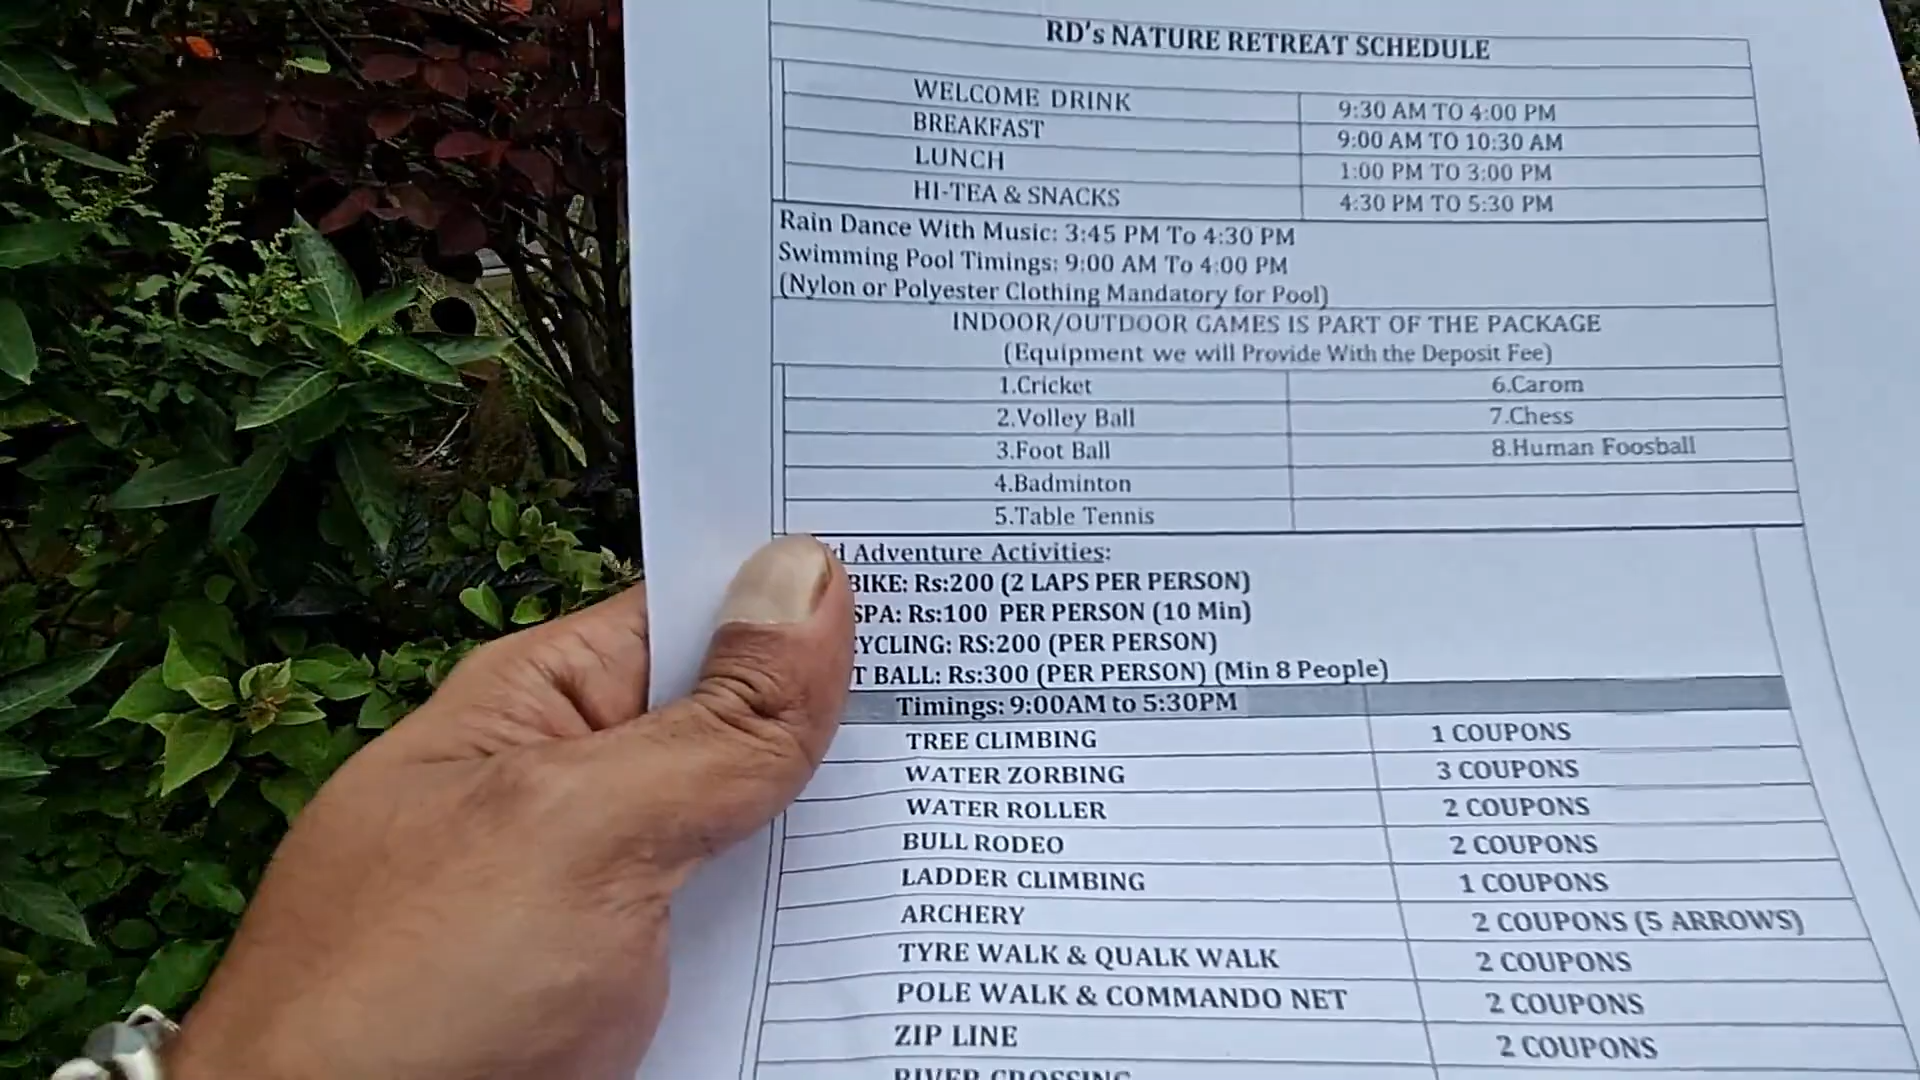 RD's NATURE RETREAT SCHEDULE
WELCOME DRINK 9:30 AM TO 4:00 PM
BREAKFAST 9:00 AM TO 10:30 AM
LUNCH 1:00 PM TO 3:00 PM
HI-TEA & SNACKS 4:30 PM TO 5:30 PM
Rain Dance With Music: 3:45 PM To 4:30 PM
Swimming Pool Timings: 9:00 AM To 4:00 PM
(Nylon or Polyester Clothing Mandatory for Pool)
INDOOR/OUTDOOR GAMES IS PART OF THE PACKAGE
(Equipment we will Provide With the Deposit Fee)
1.Cricket 6.Carom
2.Volley Ball 7.Chess
3.Foot Ball 8.Human Foosball
4.Badminton
5.Table Tennis
Adventure Activities:
BIKE: Rs:200 (2 LAPS PER PERSON)
SPA: Rs:100 PER PERSON (10 Min)
YCLING: RS:200 (PER PERSON)
T BALL: Rs:300 (PER PERSON) (Min 8 People)
Timings: 9:00AM to 5:30PM
TREE CLIMBING 1 COUPONS
WATER ZORBING 3 COUPONS
WATER ROLLER 2 COUPONS
BULL RODEO 2 COUPONS
LADDER CLIMBING 1 COUPONS
ARCHERY 2 COUPONS (5 ARROWS)
TYRE WALK & QUALK WALK 2 COUPONS
POLE WALK & COMMANDO NET 2 COUPONS
ZIP LINE 2 COUPONS
RIVER CROSSING